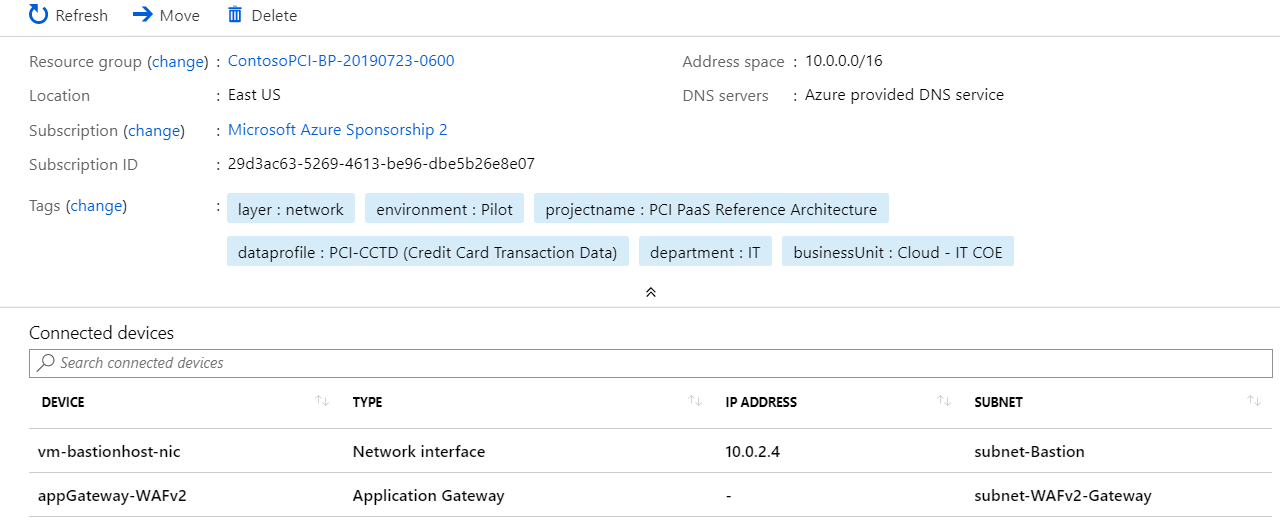 Refresh Move Delete
Resource group (change) : ContosoPCI-BP-20190723-0600 Address space : 10.0.0.0/16
Location : East US DNS servers : Azure provided DNS service
Subscription (change) : Microsoft Azure Sponsorship 2
Subscription ID : 29d3ac63-5269-4613-be96-dbe5b26e8e07
Tags (change) : layer : network environment : Pilot projectname : PCI PaaS Reference Architecture
dataprofile : PCI-CCTD (Credit Card Transaction Data) department : IT businessUnit : Cloud - IT COE
Connected devices
Search connected devices
DEVICE TYPE IP ADDRESS SUBNET
vm-bastionhost-nic Network interface 10.0.2.4 subnet-Bastion
appGateway-WAFv2 Application Gateway - subnet-WAFv2-Gateway